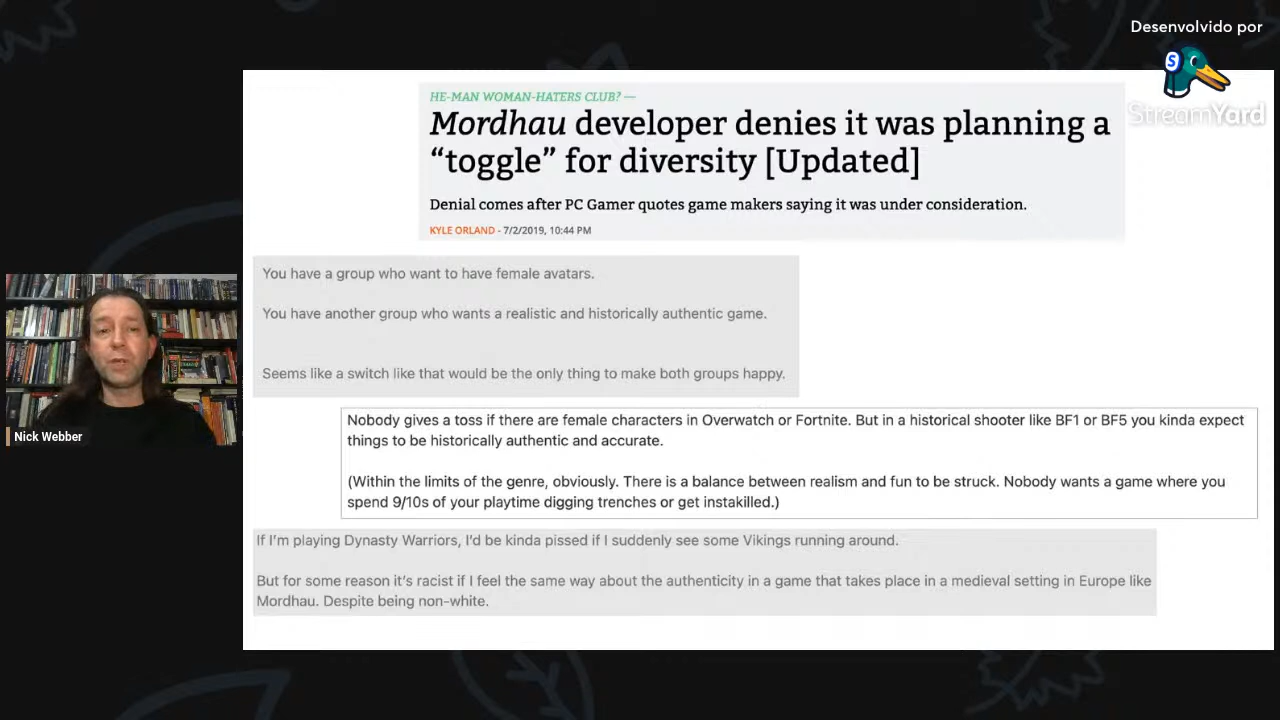 Desenvolvido por
S
StreamYard
HE-MAN WOMAN-HATERS CLUB? —
Mordhau developer denies it was planning a
“toggle” for diversity [Updated]
Denial comes after PC Gamer quotes game makers saying it was under consideration.
KYLE ORLAND - 7/2/2019, 10:44 PM
You have a group who want to have female avatars.
You have another group who wants a realistic and historically authentic game.
Seems like a switch like that would be the only thing to make both groups happy.
Nobody gives a toss if there are female characters in Overwatch or Fortnite. But in a historical shooter like BF1 or BF5 you kinda expect
things to be historically authentic and accurate.
(Within the limits of the genre, obviously. There is a balance between realism and fun to be struck. Nobody wants a game where you
spend 9/10s of your playtime digging trenches or get instakilled.)
If I'm playing Dynasty Warriors, I'd be kinda pissed if I suddenly see some Vikings running around.
But for some reason it's racist if I feel the same way about the authenticity in a game that takes place in a medieval setting in Europe like
Mordhau. Despite being non-white.
Nick Webber